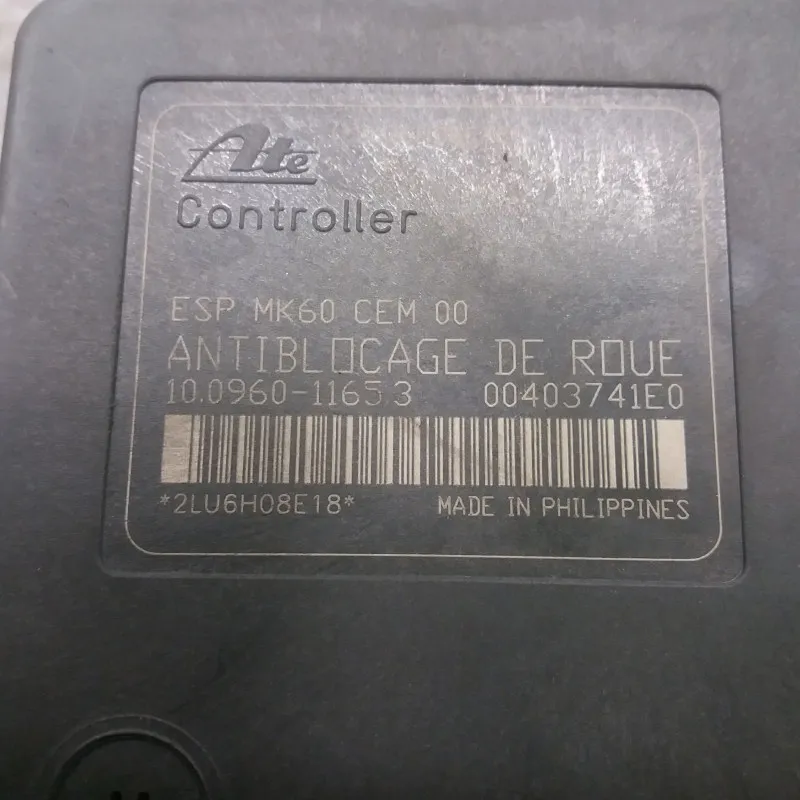 Ate
Controller
ESP MK60 CEM 00
ANTIBLOCAGE DE ROUE
10.0960-1165.3 00403741E0
*2LU6H08E18* MADE IN PHILIPPINES